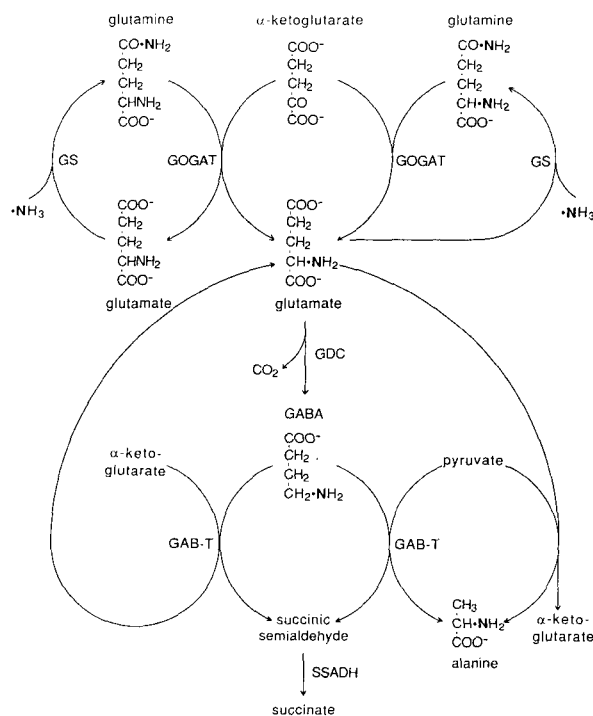 glutamine α-ketoglutarate glutamine
CO•NH2 COO- CO•NH2
CH2 CH2 CH2
CH2 CH2 CH2
CHNH2 CO CH•NH2
COO- COO- COO-
GS GOGAT GOGAT GS
•NH3 •NH3
COO- COO-
CH2 CH2
CH2 CH2
CHNH2 CH•NH2
COO- COO-
glutamate glutamate
GDC
CO2
GABA
COO-
α-keto- CH2 pyruvate
glutarate CH2
CH2•NH2
GAB-T GAB-T
succinic CH3 α-keto-
semialdehyde CH•NH2 glutarate
COO-
alanine
SSADH
succinate